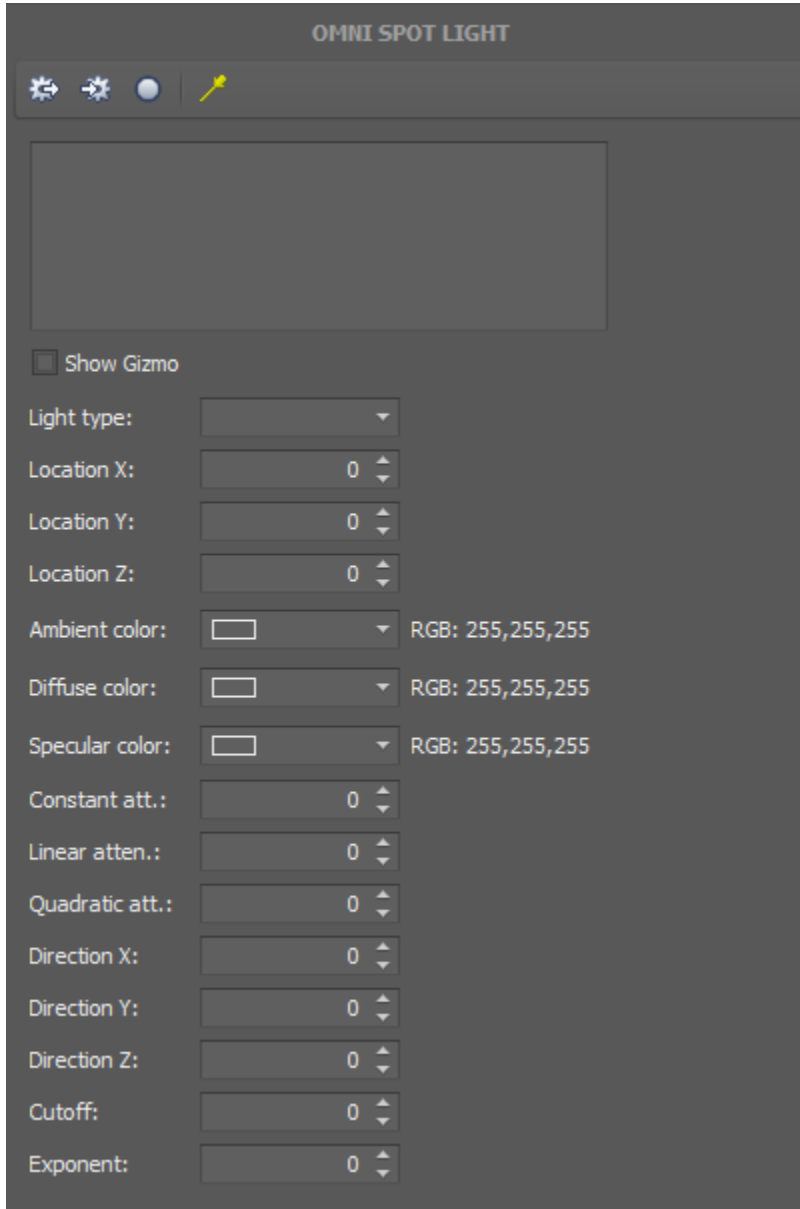 OMNI SPOT LIGHT
Show Gizmo
Light type:
Location X: 0
Location Y: 0
Location Z: 0
Ambient color: RGB: 255,255,255
Diffuse color: RGB: 255,255,255
Specular color: RGB: 255,255,255
Constant att.: 0
Linear atten.: 0
Quadratic att.: 0
Direction X: 0
Direction Y: 0
Direction Z: 0
Cutoff: 0
Exponent: 0